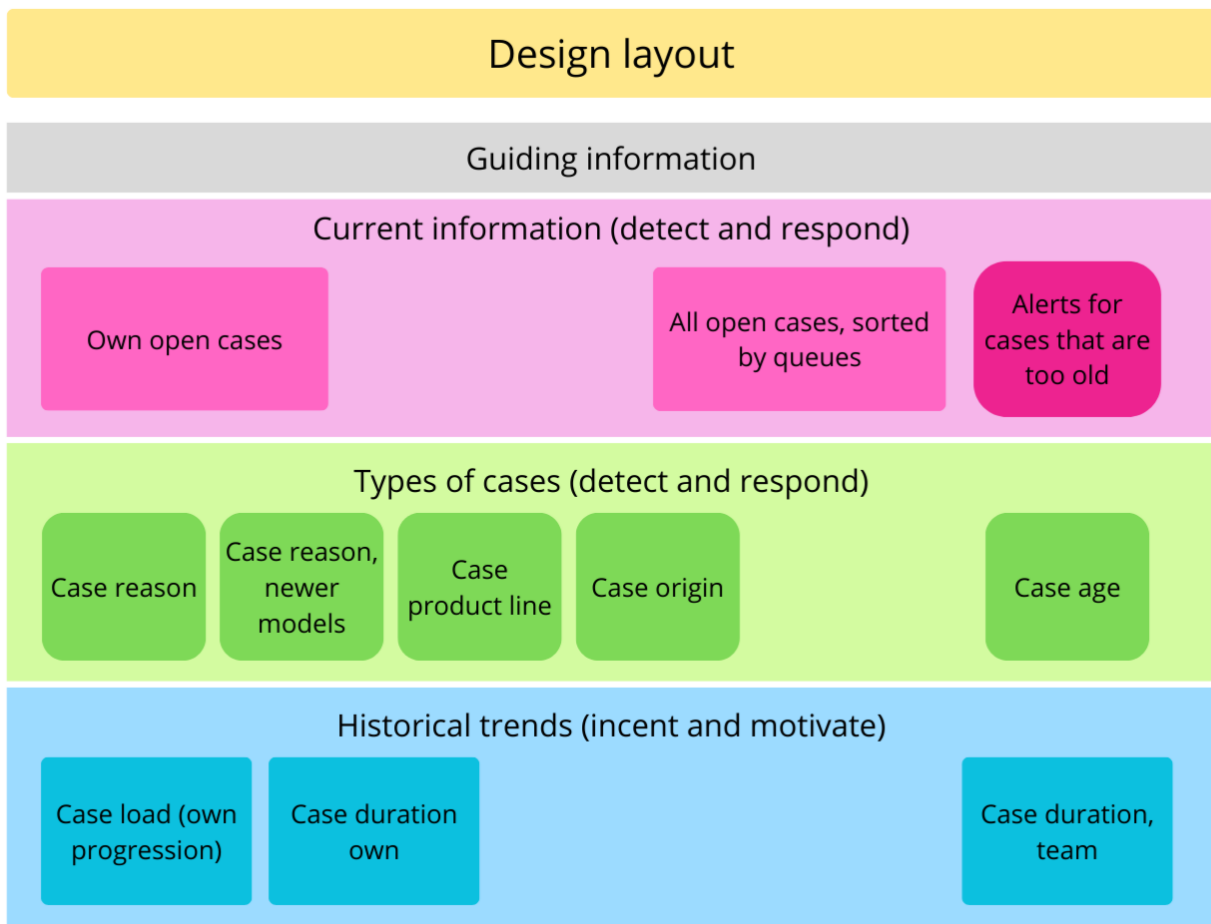 Design layout
Guiding information
Current information (detect and respond)
Own open cases
All open cases, sorted
by queues
Alerts for
cases that are
too old
Types of cases (detect and respond)
Case reason
Case reason,
newer
models
Case
product line
Case origin
Case age
Historical trends (incent and motivate)
Case load (own
progression)
Case duration
own
Case duration,
team